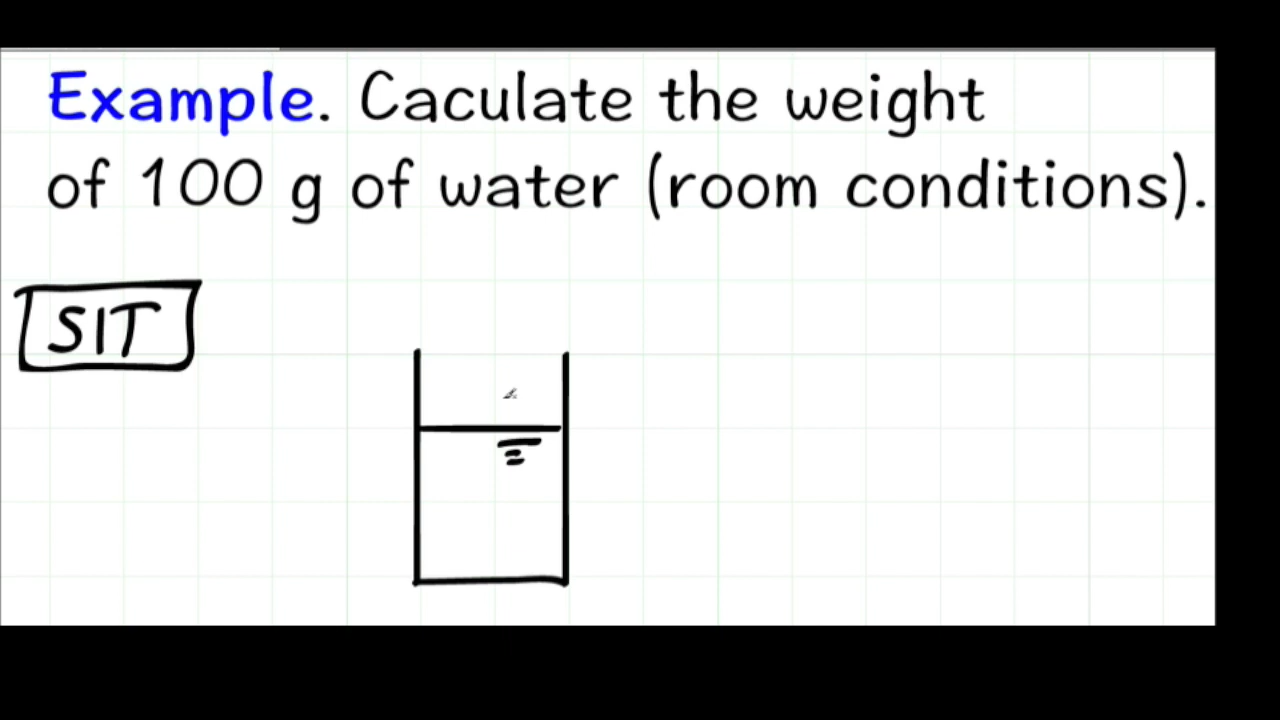 Example. Caculate the weight
of 100 g of water (room conditions).
SIT